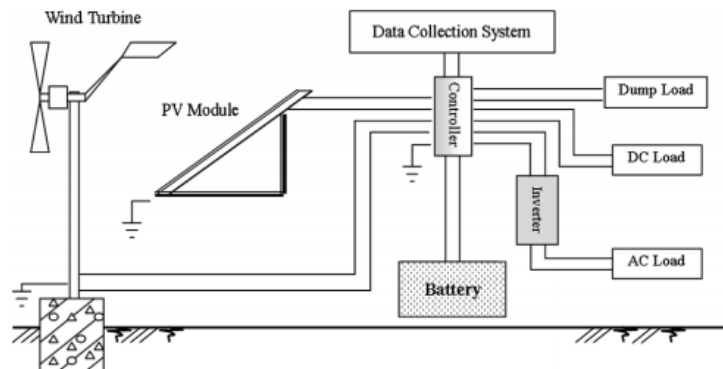 Wind Turbine
Data Collection System
PV Module
Controller
Dump Load
DC Load
Inverter
AC Load
Battery